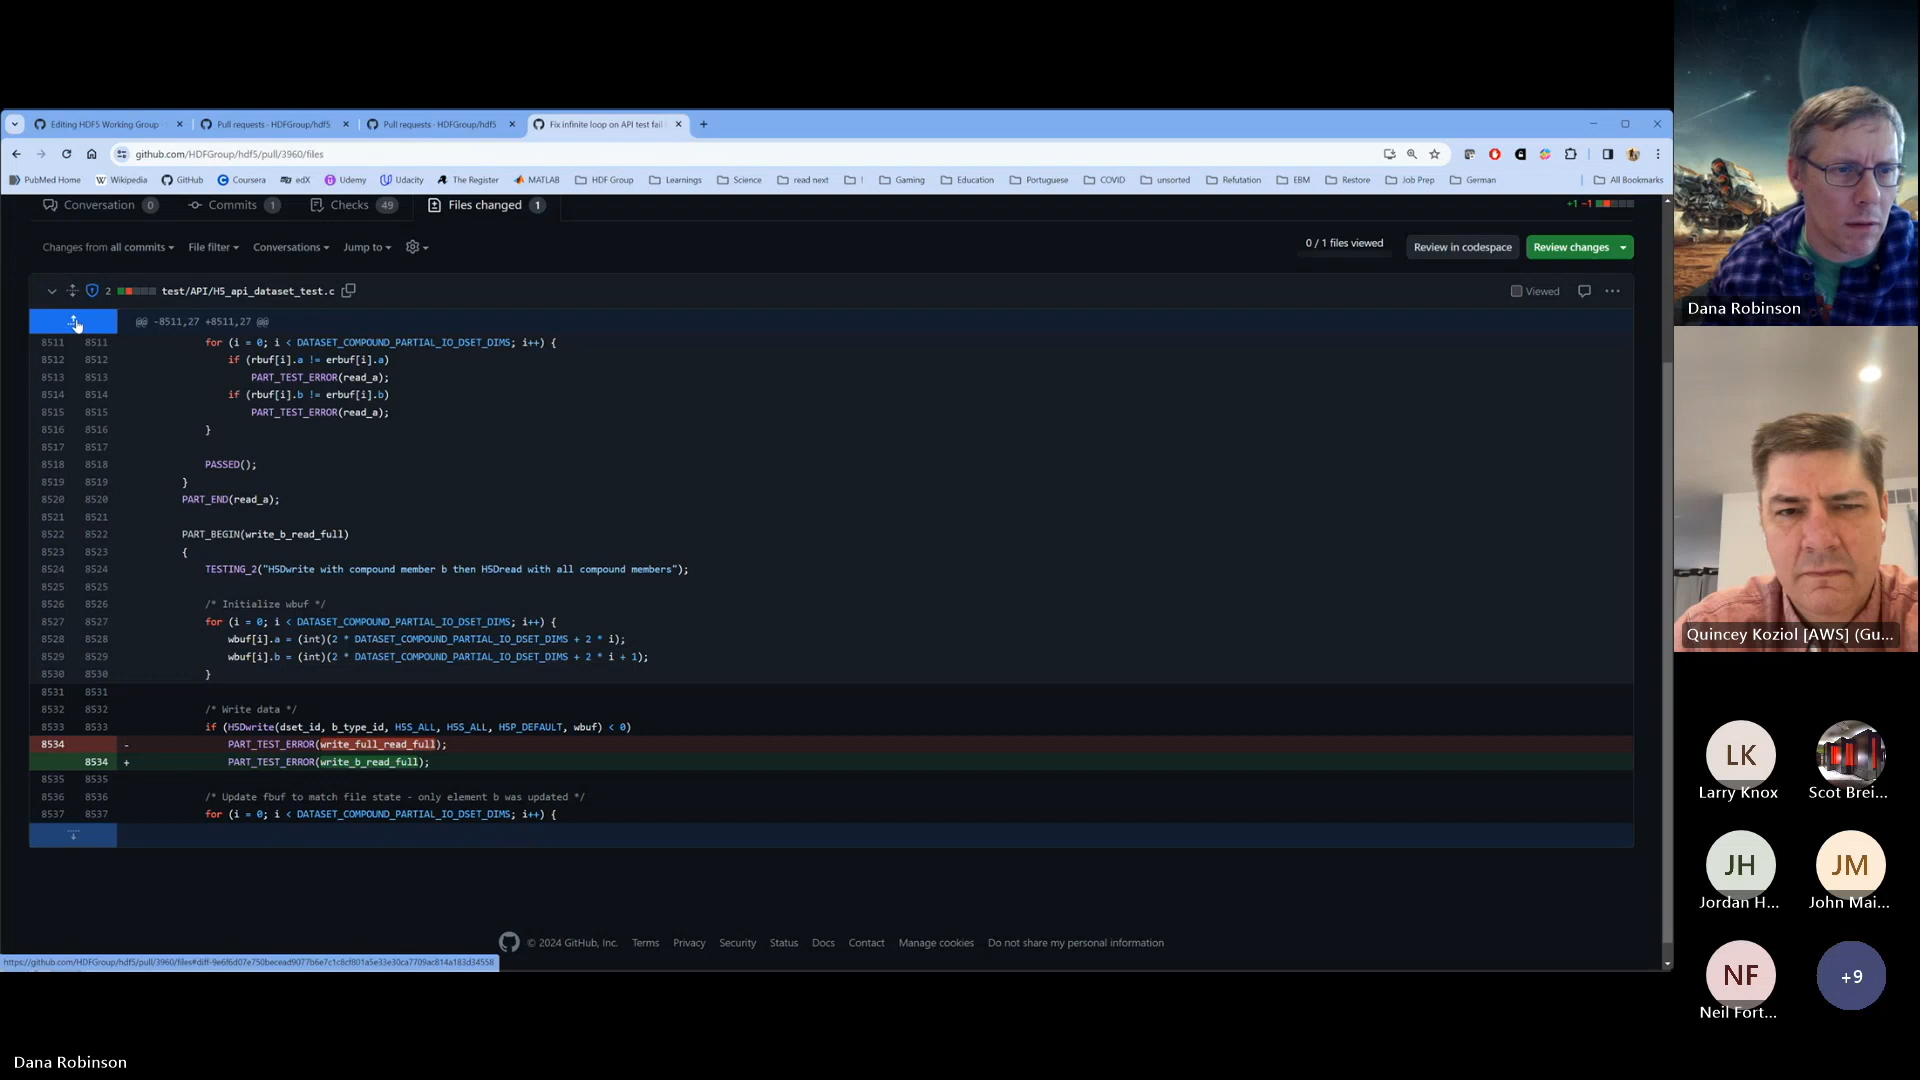 Editing HDF5 Working Group
Pull requests · HDFGroup/hdf5
Pull requests · HDFGroup/hdf5
Fix infinite loop on API test fail
github.com/HDFGroup/hdf5/pull/3960/files
PubMed Home
Wikipedia
GitHub
Coursera
edX
Udemy
Udacity
The Register
MATLAB
HDF Group
Learnings
Science
read next
Gaming
Education
Portuguese
COVID
unsorted
Refutation
EBM
Restore
Job Prep
German
All Bookmarks
Conversation 0
Commits 1
Checks 49
Files changed 1
+1 −1
Changes from all commits
File filter
Conversations
Jump to
0 / 1 files viewed
Review in codespace
Review changes
2 test/API/H5_api_dataset_test.c
Viewed
@@ -8511,27 +8511,27 @@
8511 8511 for (i = 0; i < DATASET_COMPOUND_PARTIAL_IO_DSET_DIMS; i++) {
8512 8512 if (rbuf[i].a != erbuf[i].a)
8513 8513 PART_TEST_ERROR(read_a);
8514 8514 if (rbuf[i].b != erbuf[i].b)
8515 8515 PART_TEST_ERROR(read_a);
8516 8516 }
8517 8517
8518 8518 PASSED();
8519 8519 }
8520 8520 PART_END(read_a);
8521 8521
8522 8522 PART_BEGIN(write_b_read_full)
8523 8523 {
8524 8524 TESTING_2("H5Dwrite with compound member b then H5Dread with all compound members");
8525 8525
8526 8526 /* Initialize wbuf */
8527 8527 for (i = 0; i < DATASET_COMPOUND_PARTIAL_IO_DSET_DIMS; i++) {
8528 8528 wbuf[i].a = (int)(2 * DATASET_COMPOUND_PARTIAL_IO_DSET_DIMS + 2 * i);
8529 8529 wbuf[i].b = (int)(2 * DATASET_COMPOUND_PARTIAL_IO_DSET_DIMS + 2 * i + 1);
8530 8530 }
8531 8531
8532 8532 /* Write data */
8533 8533 if (H5Dwrite(dset_id, b_type_id, H5S_ALL, H5S_ALL, H5P_DEFAULT, wbuf) < 0)
8534 - PART_TEST_ERROR(write_full_read_full);
8534 + PART_TEST_ERROR(write_b_read_full);
8535 8535
8536 8536 /* Update fbuf to match file state - only element b was updated */
8537 8537 for (i = 0; i < DATASET_COMPOUND_PARTIAL_IO_DSET_DIMS; i++) {
© 2024 GitHub, Inc.
Terms
Privacy
Security
Status
Docs
Contact
Manage cookies
Do not share my personal information
Dana Robinson
Quincey Koziol [AWS] (Gu...
LK
Larry Knox
Scot Brei...
JH
Jordan H...
JM
John Mai...
NF
Neil Fort...
+9
Dana Robinson